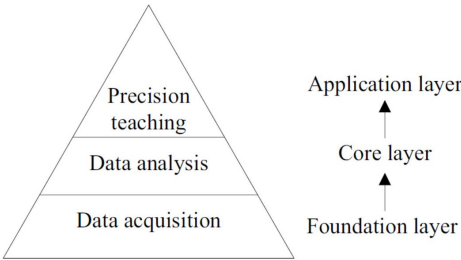 Precision
teaching
Data analysis
Data acquisition
Application layer
Core layer
Foundation layer